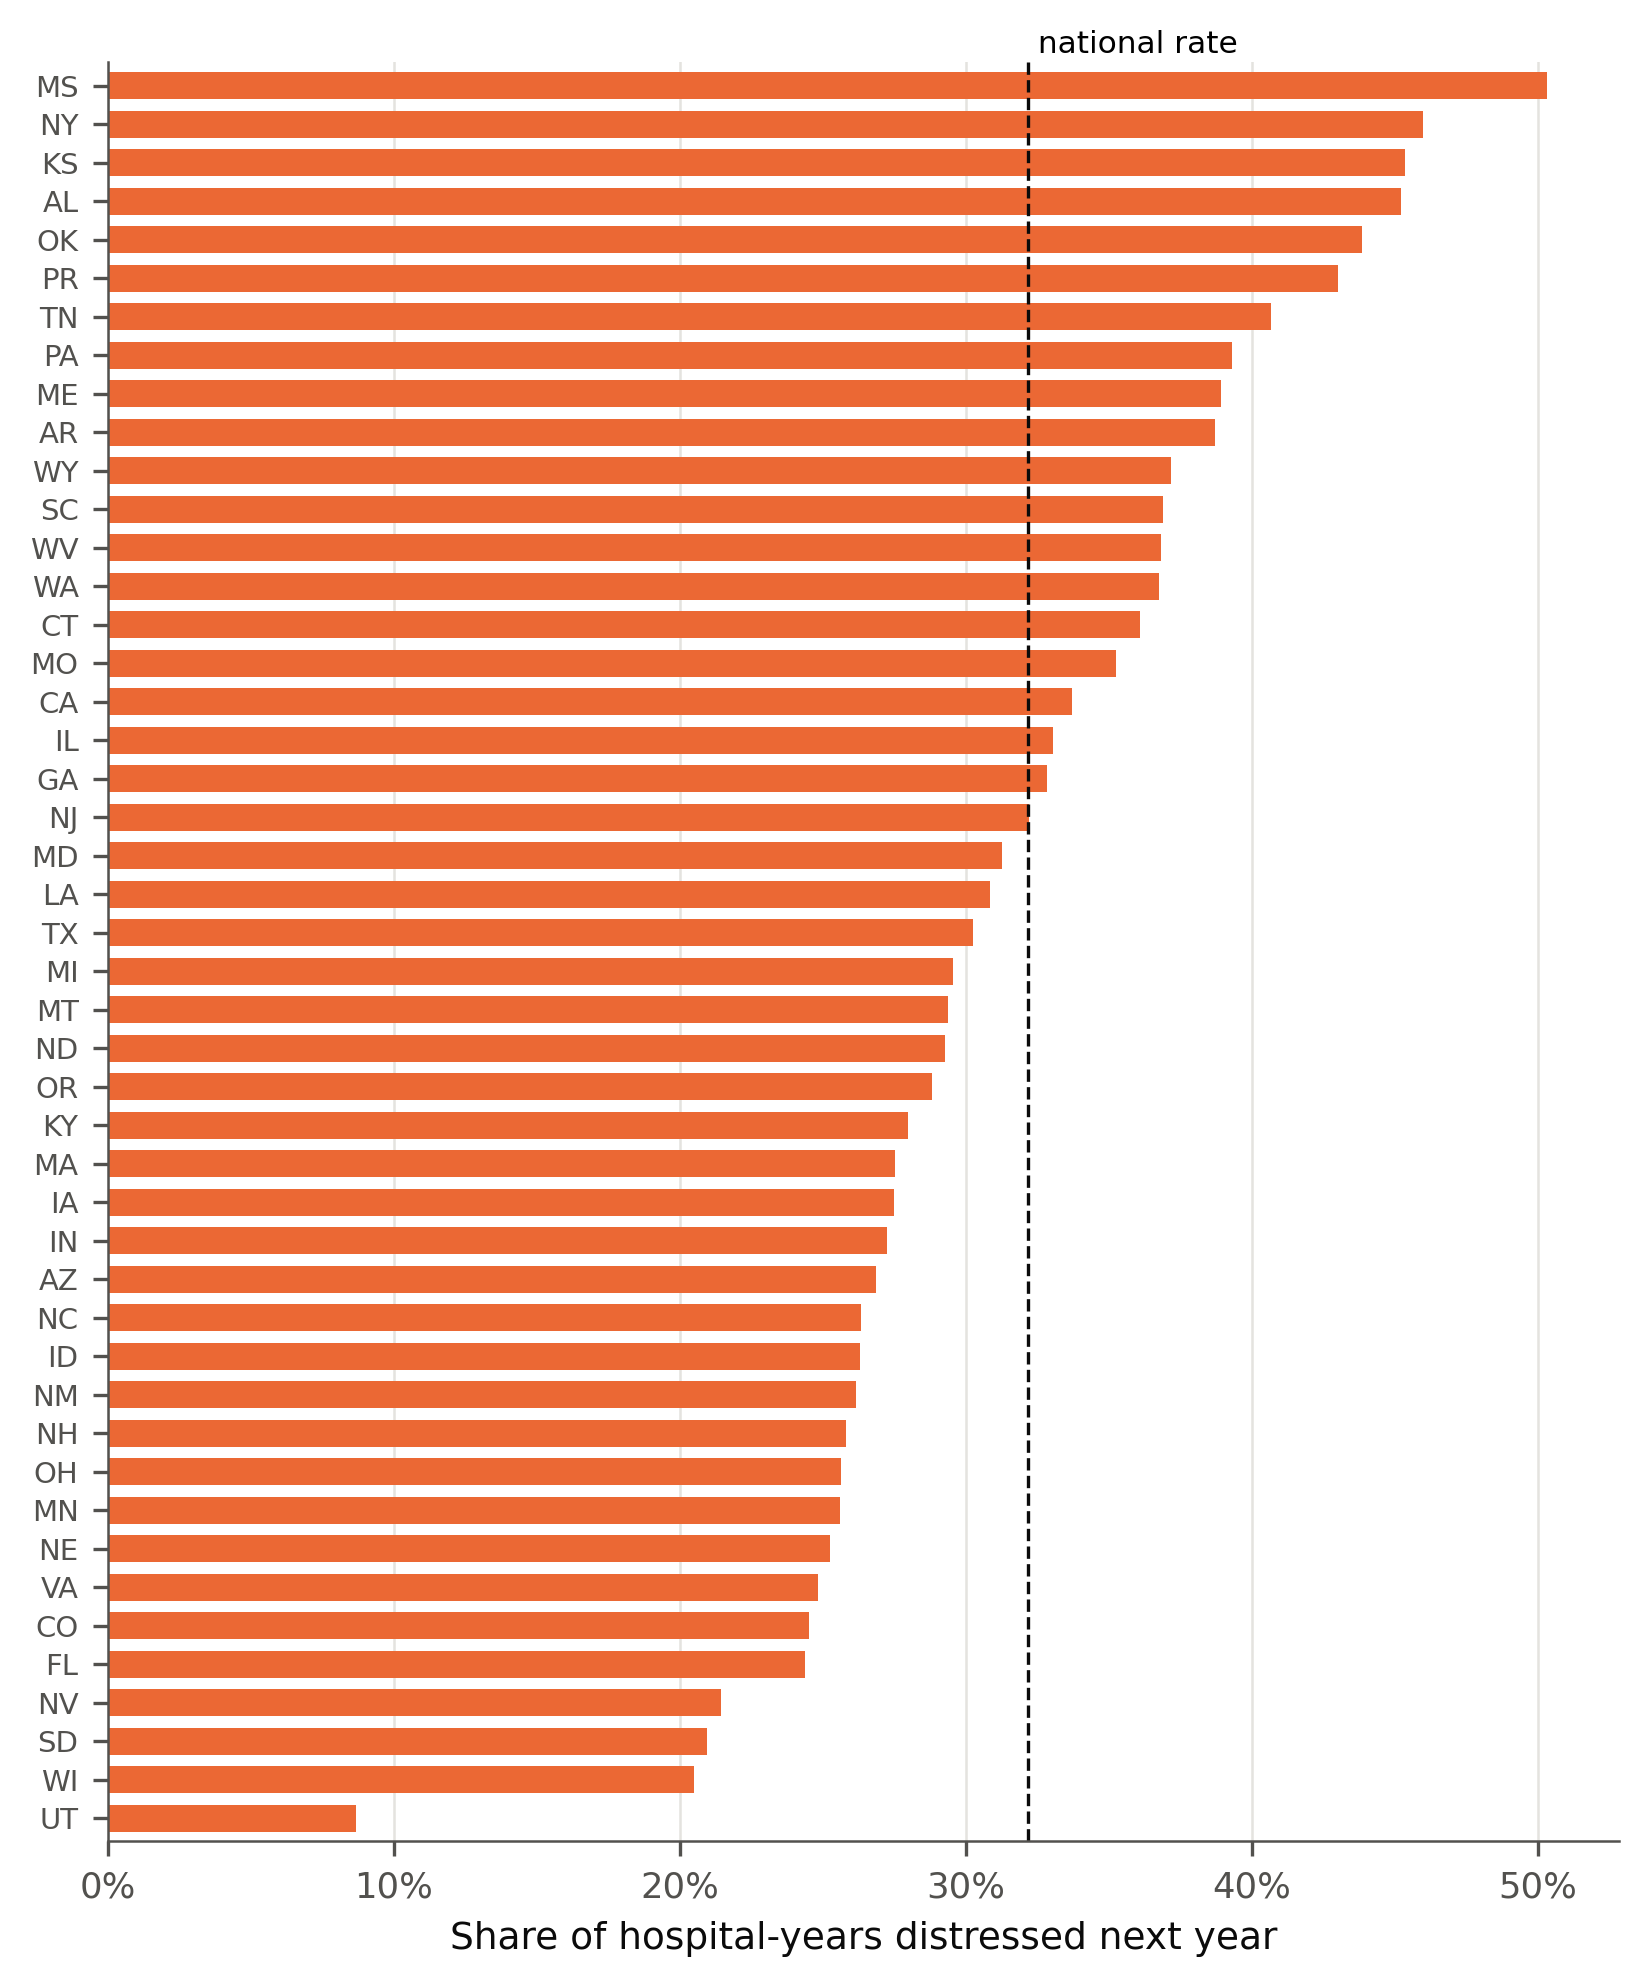 national rate
MS
NY
KS
AL
OK
PR
TN
PA
ME
AR
WY
SC
WV
WA
CT
MO
CA
IL
GA
NJ
MD
LA
TX
MI
MT
ND
OR
KY
MA
IA
IN
AZ
NC
ID
NM
NH
OH
MN
NE
VA
CO
FL
NV
SD
WI
UT
0% 10% 20% 30% 40% 50%
Share of hospital-years distressed next year